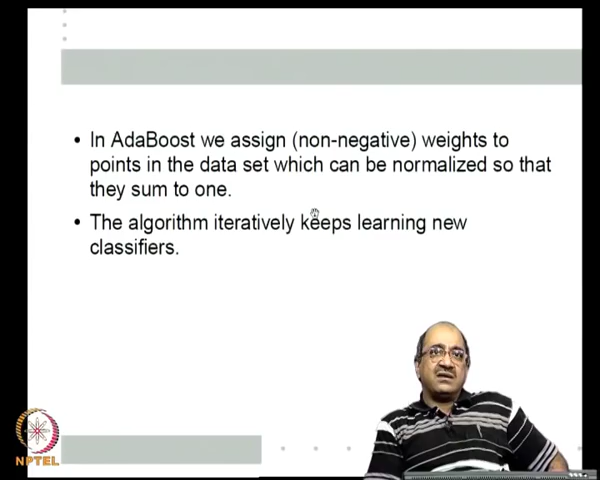 • In AdaBoost we assign (non-negative) weights to
points in the data set which can be normalized so that
they sum to one.
• The algorithm iteratively keeps learning new
classifiers.
NPTEL